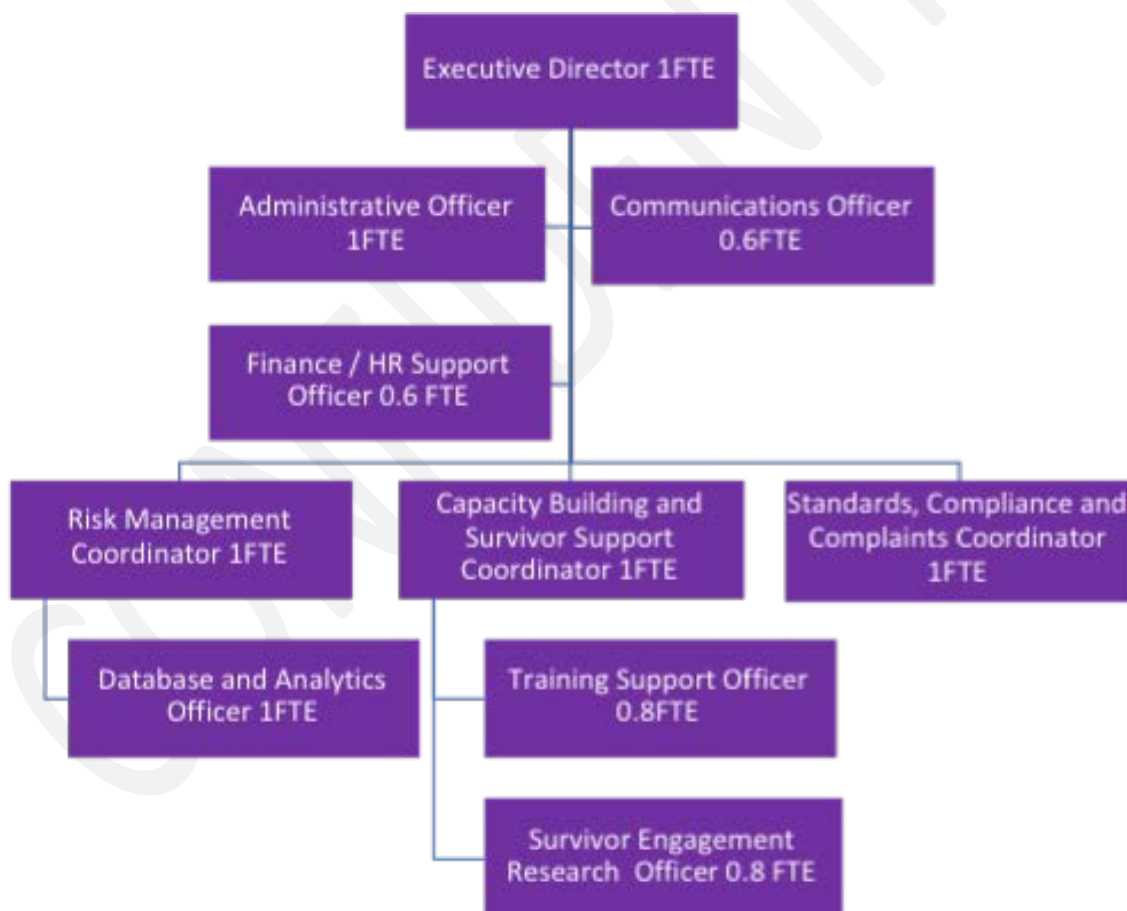 Executive Director 1FTE
Administrative Officer
1FTE
Communications Officer
0.6FTE
Finance / HR Support
Officer 0.6 FTE
Risk Management
Coordinator 1FTE
Capacity Building and
Survivor Support
Coordinator 1FTE
Standards, Compliance and
Complaints Coordinator
1FTE
Database and Analytics
Officer 1FTE
Training Support Officer
0.8FTE
Survivor Engagement
Research Officer 0.8 FTE